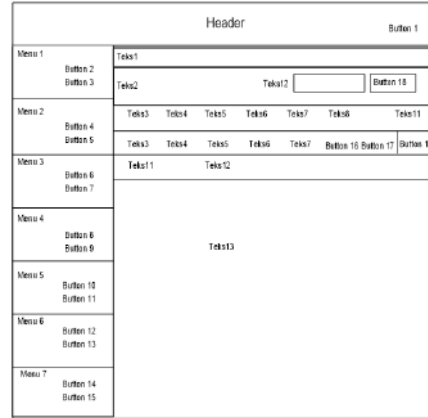 Header
Button 1
Menu 1
Button 2
Button 3
Menu 2
Button 4
Button 5
Menu 3
Button 6
Button 7
Menu 4
Button 8
Button 9
Menu 5
Button 10
Button 11
Menu 6
Button 12
Button 13
Menu 7
Button 14
Button 15
Teks1
Teks2 Teks12 Button 18
Teks3 Teks4 Teks5 Teks6 Teks7 Teks8 Teks11
Teks3 Teks4 Teks5 Teks6 Teks7 Button 16 Button 17 Button 1
Teks11 Teks12
Teks13